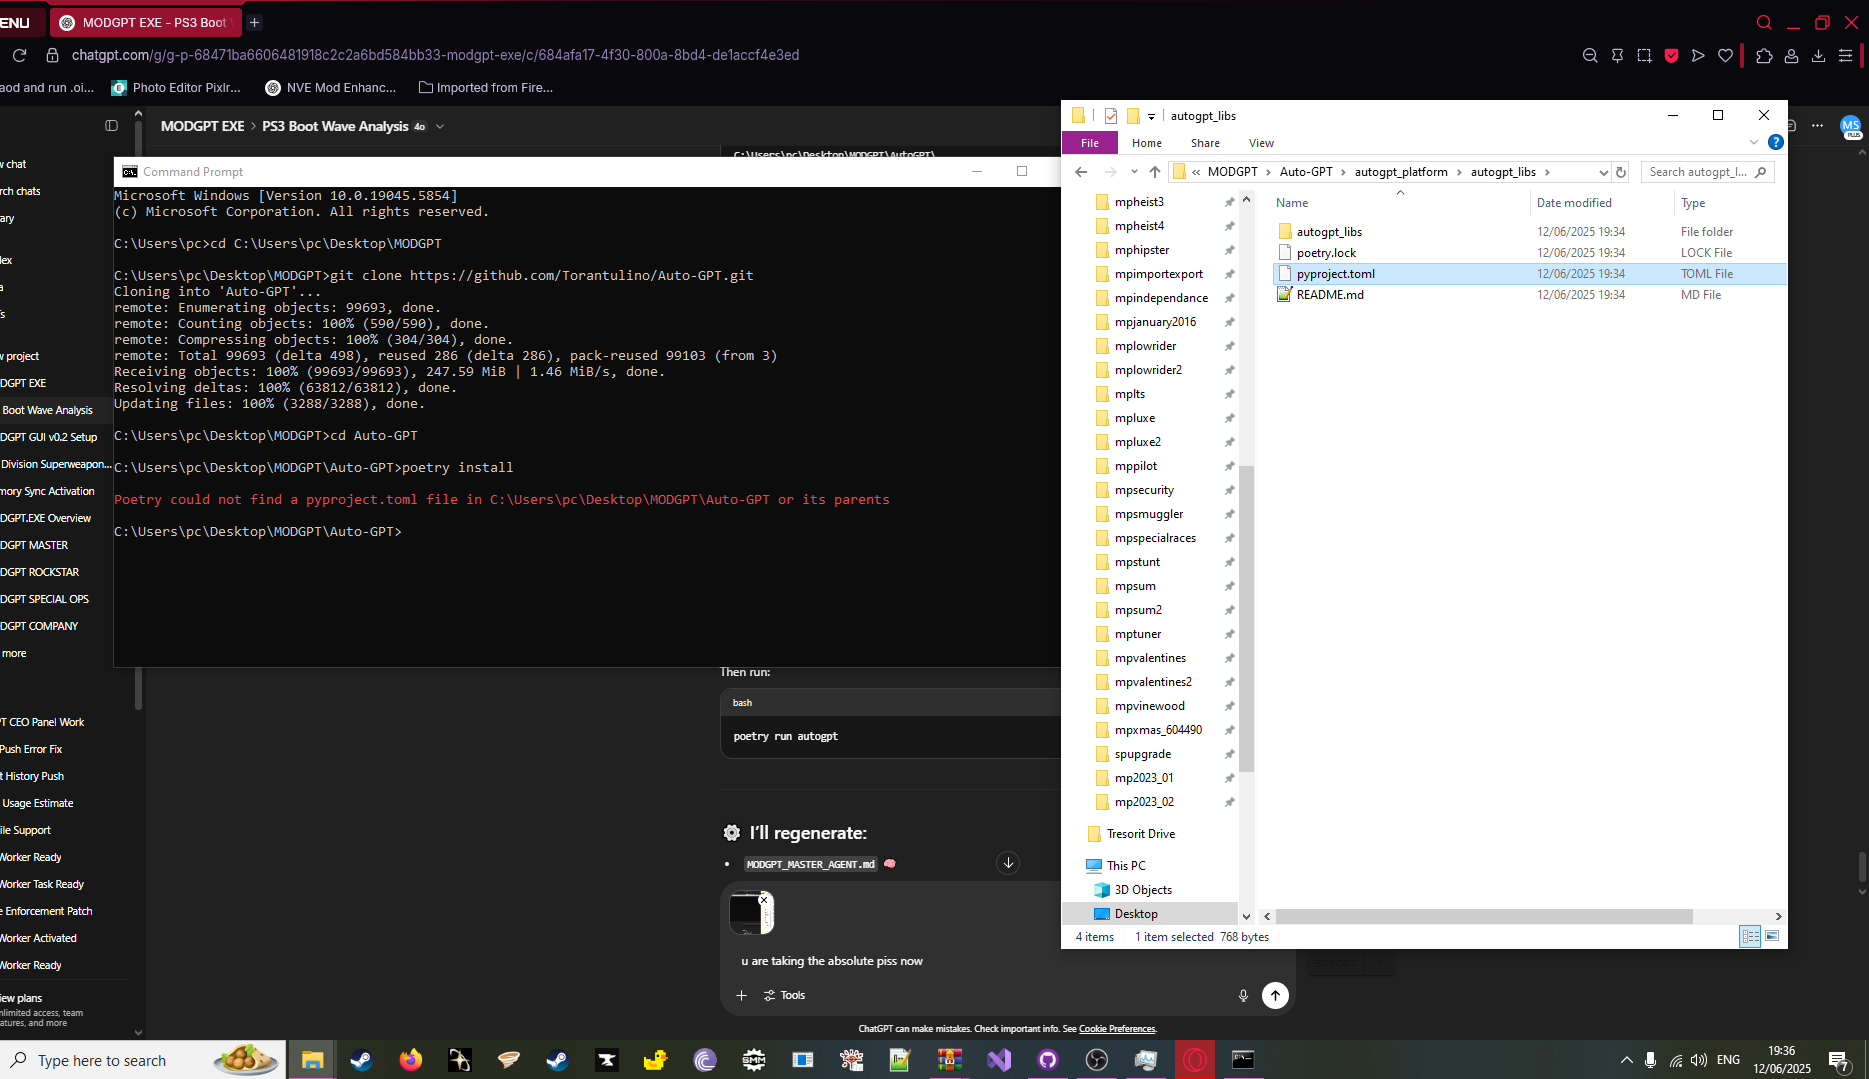 ENU
MODGPT EXE - PS3 Boot
chatgpt.com/g/g-p-68471ba6606481918c2c2a6bd584bb33-modgpt-exe/c/684afa17-4f30-800a-8bd4-de1accf4e3ed
aod and run .oi...
Photo Editor Pixlr...
NVE Mod Enhanc...
Imported from Fire...
MODGPT EXE > PS3 Boot Wave Analysis 4o
MS
PLUS
w chat
rch chats
ary
ex
a
's
w project
DGPT EXE
Boot Wave Analysis
DGPT GUI v0.2 Setup
Division Superweapon...
mory Sync Activation
DGPT.EXE Overview
DGPT MASTER
DGPT ROCKSTAR
DGPT SPECIAL OPS
DGPT COMPANY
more
T CEO Panel Work
Push Error Fix
t History Push
Usage Estimate
ile Support
Worker Ready
Worker Task Ready
e Enforcement Patch
Worker Activated
Worker Ready
ew plans
nlimited access, team
atures, and more
C:\Users\pc\Desktop\MODGPT\AutoGPT\
Command Prompt
Microsoft Windows [Version 10.0.19045.5854]
(c) Microsoft Corporation. All rights reserved.
C:\Users\pc>cd C:\Users\pc\Desktop\MODGPT
C:\Users\pc\Desktop\MODGPT>git clone https://github.com/Torantulino/Auto-GPT.git
Cloning into 'Auto-GPT'...
remote: Enumerating objects: 99693, done.
remote: Counting objects: 100% (590/590), done.
remote: Compressing objects: 100% (304/304), done.
remote: Total 99693 (delta 498), reused 286 (delta 286), pack-reused 99103 (from 3)
Receiving objects: 100% (99693/99693), 247.59 MiB | 1.46 MiB/s, done.
Resolving deltas: 100% (63812/63812), done.
Updating files: 100% (3288/3288), done.
C:\Users\pc\Desktop\MODGPT>cd Auto-GPT
C:\Users\pc\Desktop\MODGPT\Auto-GPT>poetry install
Poetry could not find a pyproject.toml file in C:\Users\pc\Desktop\MODGPT\Auto-GPT or its parents
C:\Users\pc\Desktop\MODGPT\Auto-GPT>
Then run:
bash
poetry run autogpt
I'll regenerate:
MODGPT_MASTER_AGENT.md
u are taking the absolute piss now
Tools
ChatGPT can make mistakes. Check important info. See Cookie Preferences.
autogpt_libs
File Home Share View
« MODGPT > Auto-GPT > autogpt_platform > autogpt_libs >
Search autogpt_l...
mpheist3
mpheist4
mphipster
mpimportexport
mpindependance
mpjanuary2016
mplowrider
mplowrider2
mplts
mpluxe
mpluxe2
mppilot
mpsecurity
mpsmuggler
mpspecialraces
mpstunt
mpsum
mpsum2
mptuner
mpvalentines
mpvalentines2
mpvinewood
mpxmas_604490
spupgrade
mp2023_01
mp2023_02
Tresorit Drive
This PC
3D Objects
Desktop
Name Date modified Type
autogpt_libs 12/06/2025 19:34 File folder
poetry.lock 12/06/2025 19:34 LOCK File
pyproject.toml 12/06/2025 19:34 TOML File
README.md 12/06/2025 19:34 MD File
4 items 1 item selected 768 bytes
Type here to search
SMM
ENG
19:36
12/06/2025
7